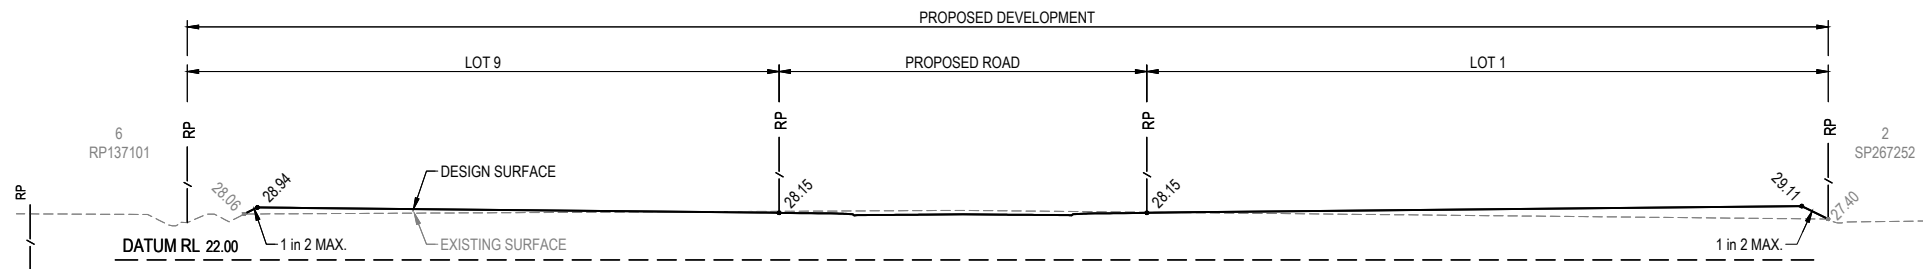 PROPOSED DEVELOPMENT
LOT 9
PROPOSED ROAD
LOT 1
6
RP137101
RP
RP
RP
RP
2
SP267252
RP
28.06
28.94
DESIGN SURFACE
28.15
28.15
29.11
27.40
DATUM RL 22.00
1 in 2 MAX.
EXISTING SURFACE
1 in 2 MAX.